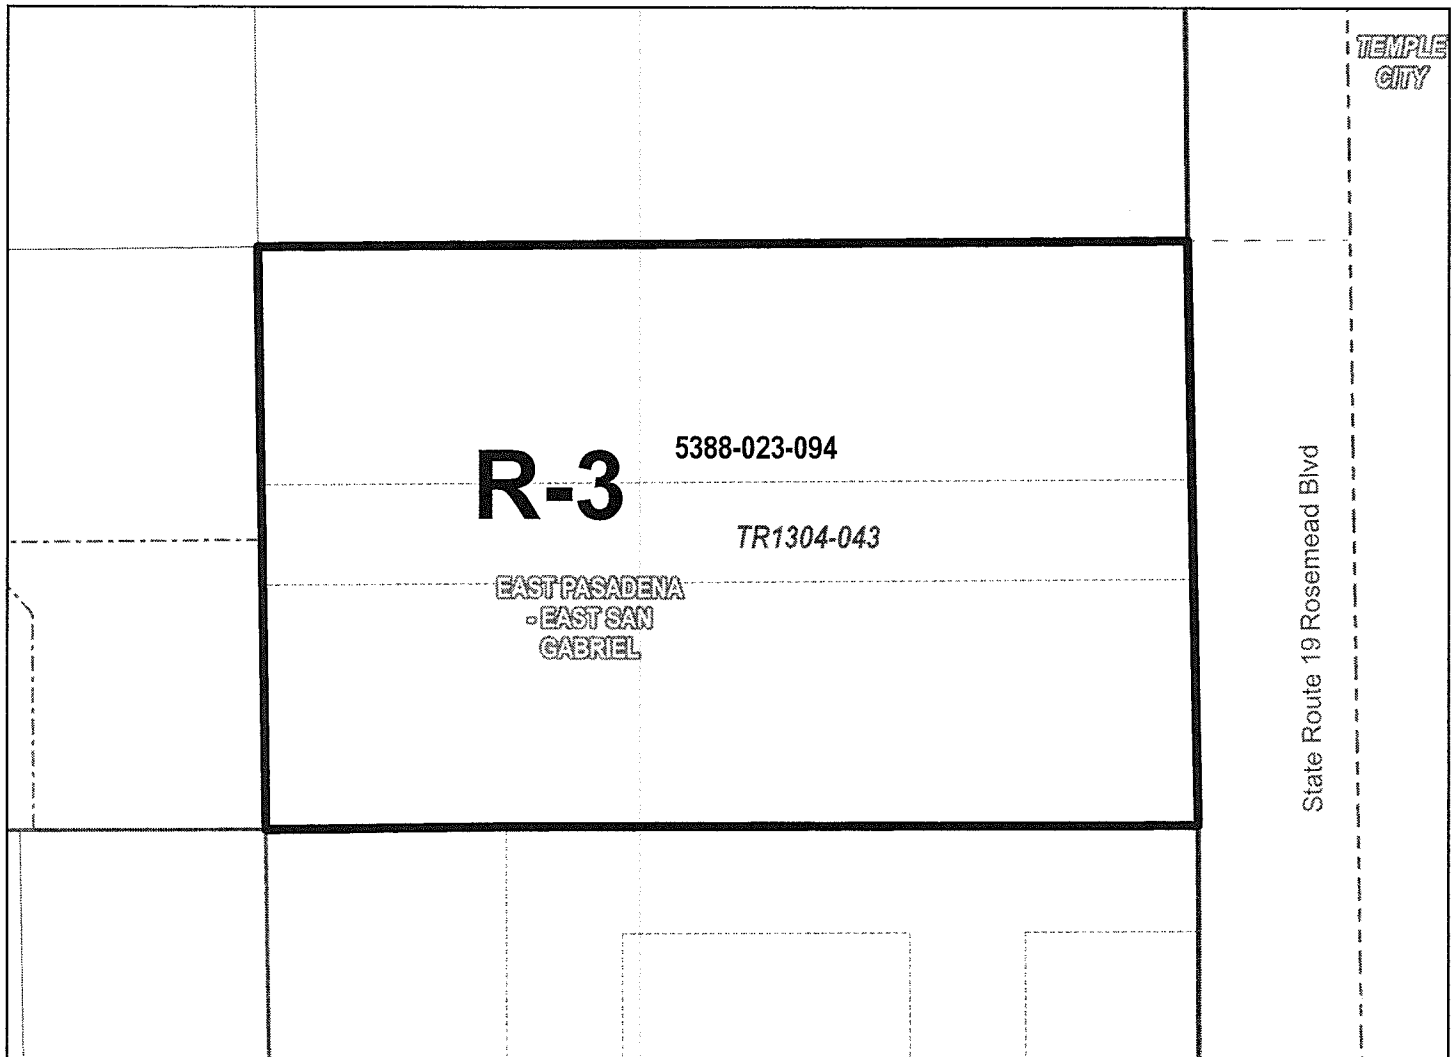 TEMPLE
CITY
5388-023-094
R-3
TR1304-043
EAST PASADENA
- EAST SAN
GABRIEL
State Route 19 Rosemead Blvd